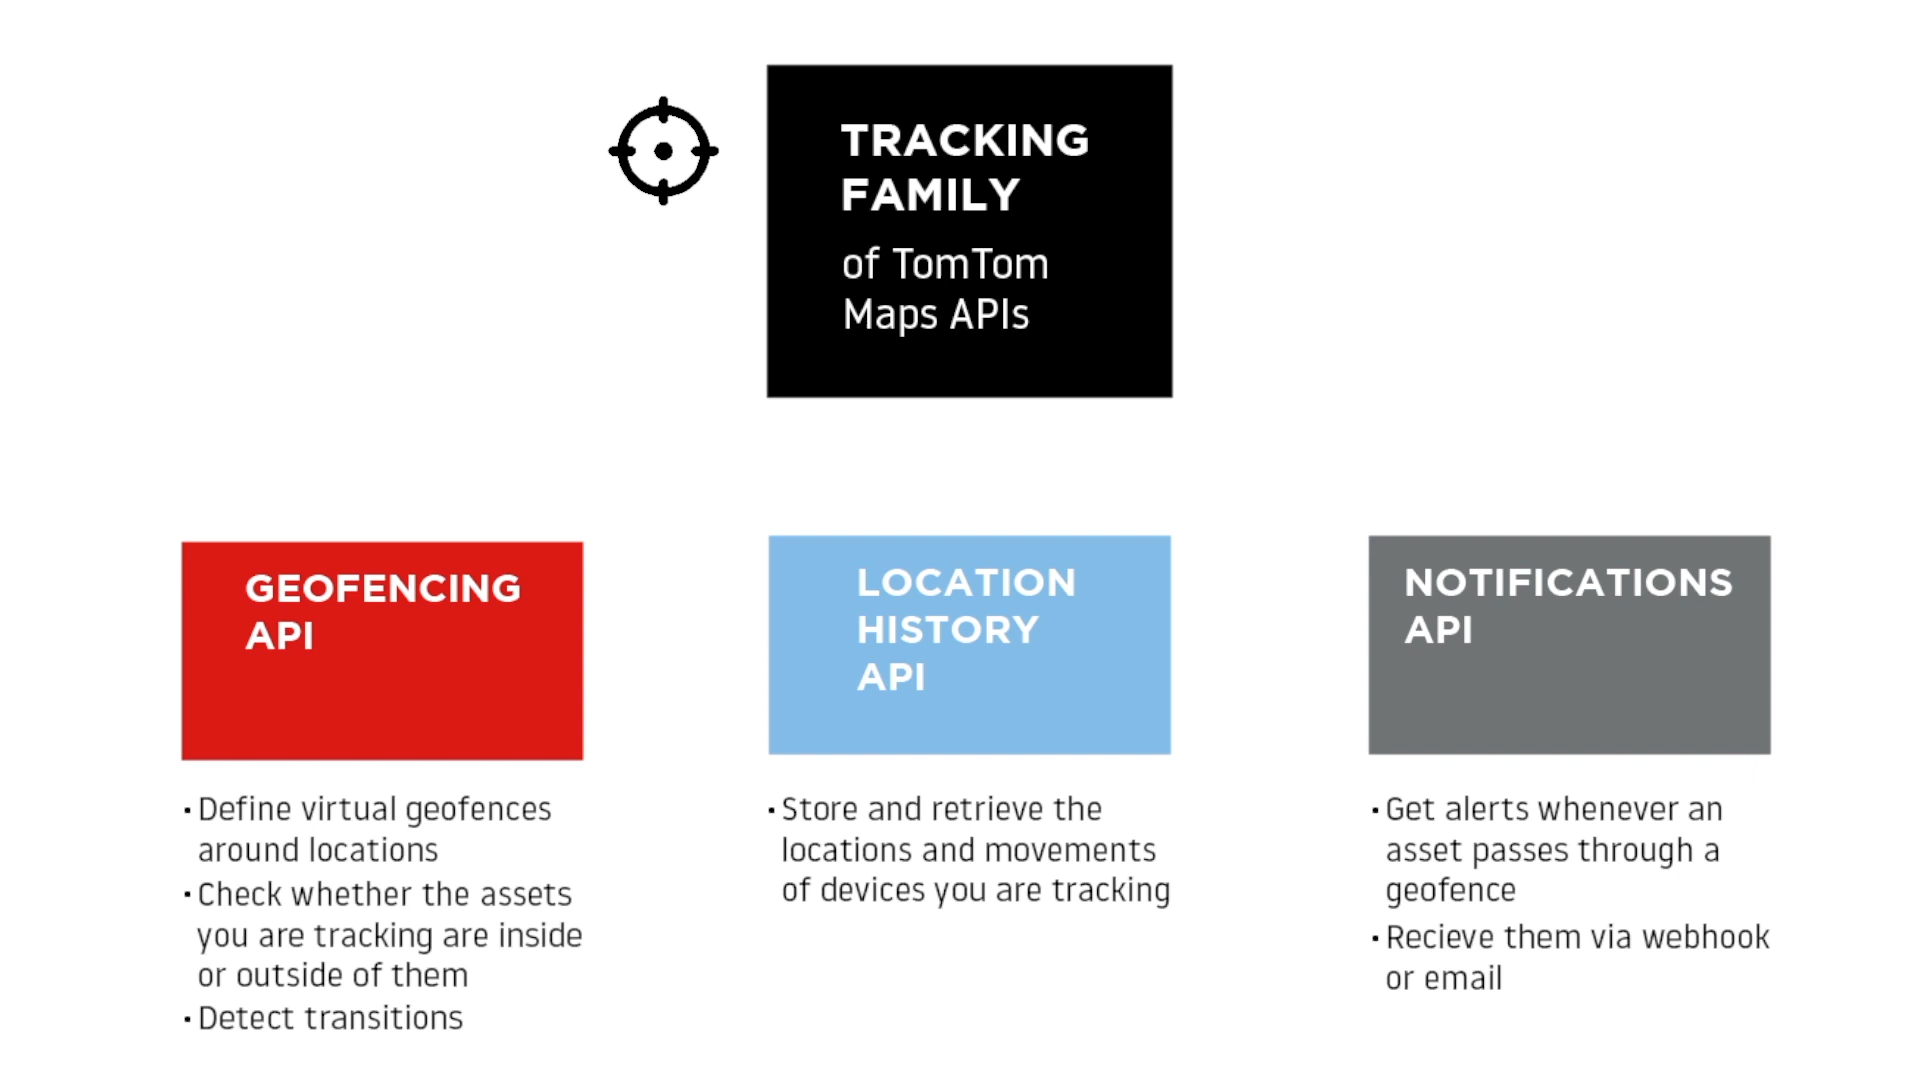 TRACKING
FAMILY
of TomTom
Maps APIs
GEOFENCING
API
· Define virtual geofences
around locations
· Check whether the assets
you are tracking are inside
or outside of them
· Detect transitions
LOCATION
HISTORY
API
· Store and retrieve the
locations and movements
of devices you are tracking
NOTIFICATIONS
API
· Get alerts whenever an
asset passes through a
geofence
· Recieve them via webhook
or email